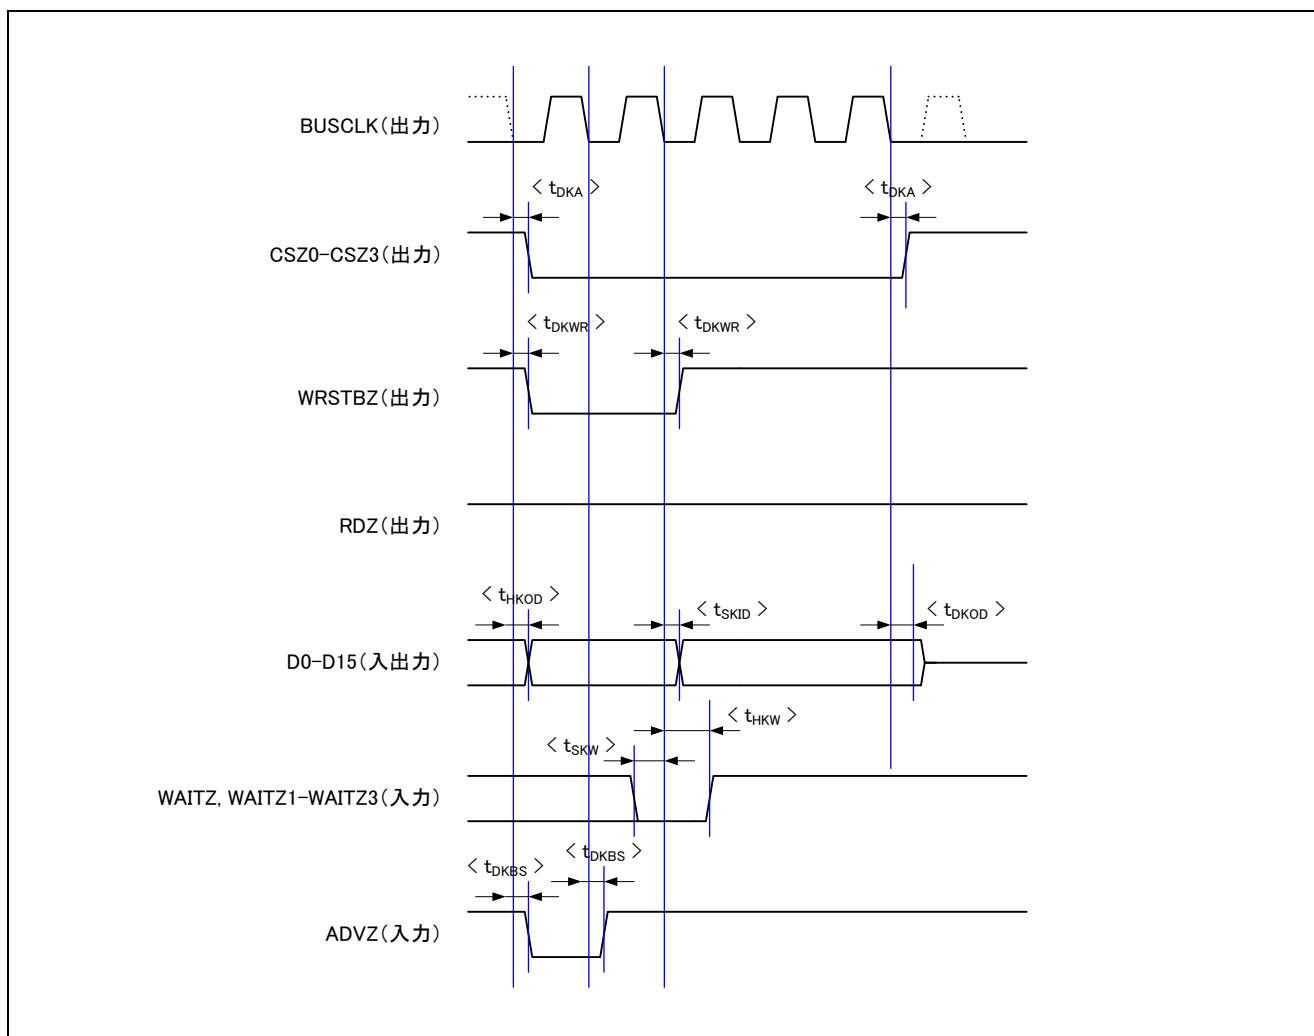 BUSCLK(出力)
< tDKA >
< tDKA >
CSZ0-CSZ3(出力)
< tDKWR >
< tDKWR >
WRSTBZ(出力)
RDZ(出力)
< tHKOD >
< tSKID >
< tDKOD >
D0-D15(入出力)
< tHKW >
< tSKW >
WAITZ, WAITZ1-WAITZ3(入力)
< tDKBS >
< tDKBS >
ADVZ(入力)